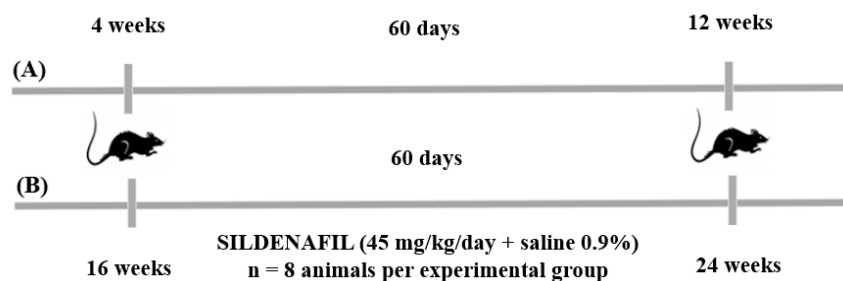 4 weeks 60 days 12 weeks
(A)
60 days
(B)
SILDENAFIL (45 mg/kg/day + saline 0.9%)
16 weeks n = 8 animals per experimental group 24 weeks